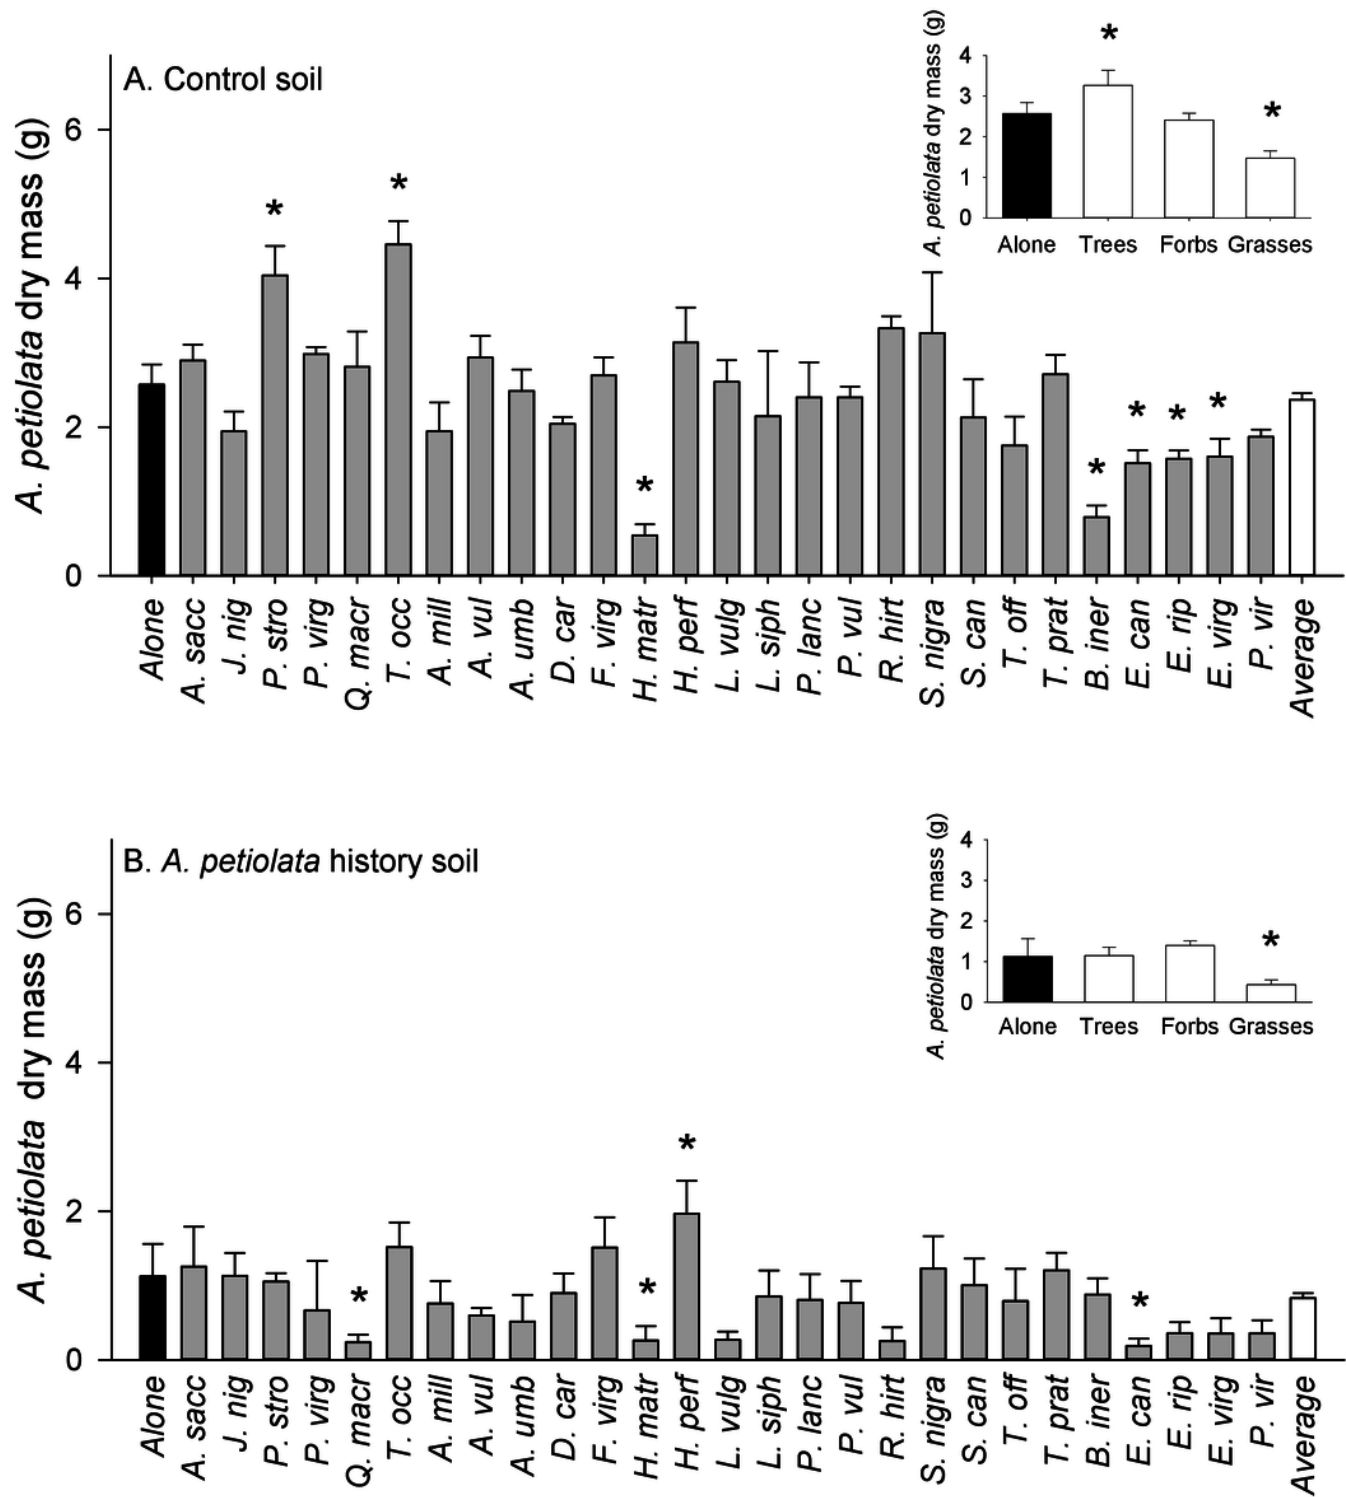 A. Control soil
A. petiolata dry mass (g)
6
4
2
0
*
*
*
*
*
*
*
Alone
A. sacc
J. nig
P. stro
P. virg
Q. macr
T. occ
A. mill
A. vul
A. umb
D. car
F. virg
H. matr
H. perf
L. vulg
L. siph
P. lanc
P. vul
R. hirt
S. nigra
S. can
T. off
T. prat
B. iner
E. can
E. rip
E. virg
P. vir
Average
A. petiolata dry mass (g)
4
3
2
1
0
*
*
Alone Trees Forbs Grasses
B. A. petiolata history soil
A. petiolata dry mass (g)
6
4
2
0
*
*
*
*
Alone
A. sacc
J. nig
P. stro
P. virg
Q. macr
T. occ
A. mill
A. vul
A. umb
D. car
F. virg
H. matr
H. perf
L. vulg
L. siph
P. lanc
P. vul
R. hirt
S. nigra
S. can
T. off
T. prat
B. iner
E. can
E. rip
E. virg
P. vir
Average
A. petiolata dry mass (g)
4
3
2
1
0
*
Alone Trees Forbs Grasses